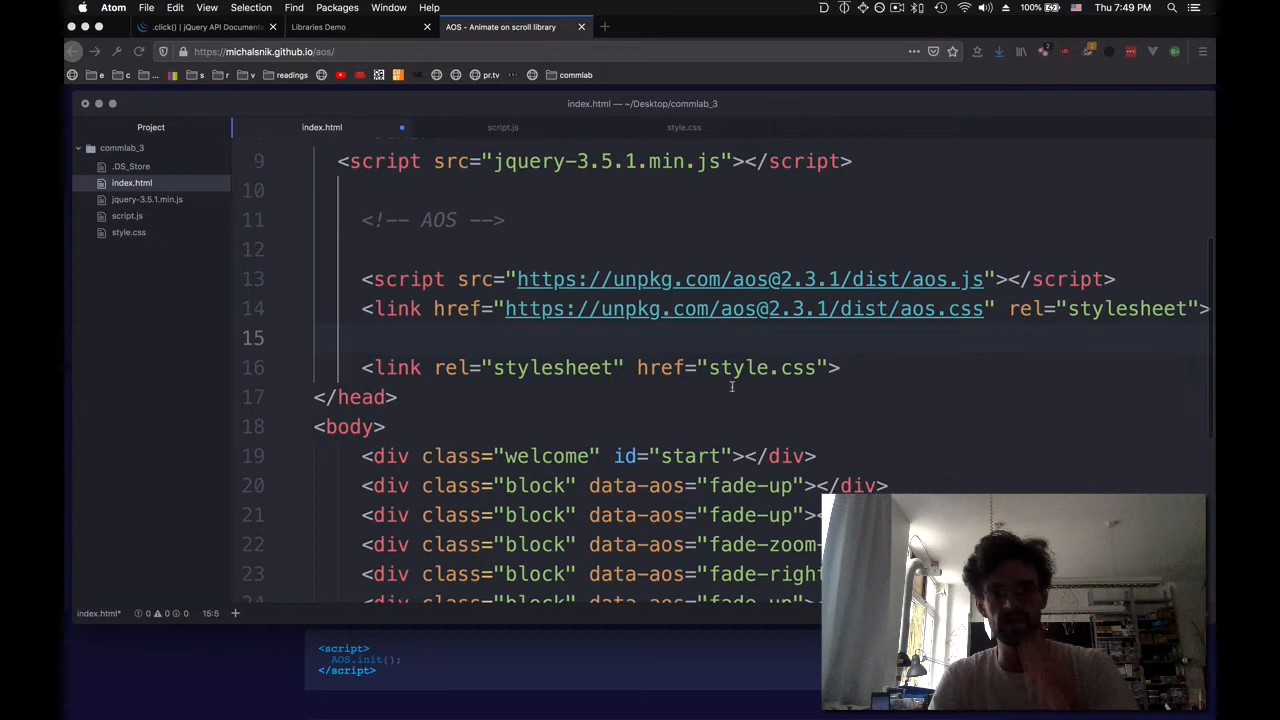 Atom File Edit View Selection Find Packages Window Help 100% Thu 7:49 PM
.click() | jQuery API Documenta × Libraries Demo × AOS - Animate on scroll library × +
https://michalsnik.github.io/aos/
e c ... s r v readings pr.tv ... commlab
index.html — ~/Desktop/commlab_3
Project index.html script.js style.css
commlab_3
.DS_Store
index.html
jquery-3.5.1.min.js
script.js
style.css
9 <script src="jquery-3.5.1.min.js"></script>
10
11 <!-- AOS -->
12
13 <script src="https://unpkg.com/aos@2.3.1/dist/aos.js"></script>
14 <link href="https://unpkg.com/aos@2.3.1/dist/aos.css" rel="stylesheet">
15
16 <link rel="stylesheet" href="style.css">
17 </head>
18 <body>
19 <div class="welcome" id="start"></div>
20 <div class="block" data-aos="fade-up"></div>
21 <div class="block" data-aos="fade-up"><
22 <div class="block" data-aos="fade-zoom-
23 <div class="block" data-aos="fade-right
24 <div class="block" data-aos="fade-up"><
index.html* 0 0 0 15:5 +
<script>
AOS.init();
</script>